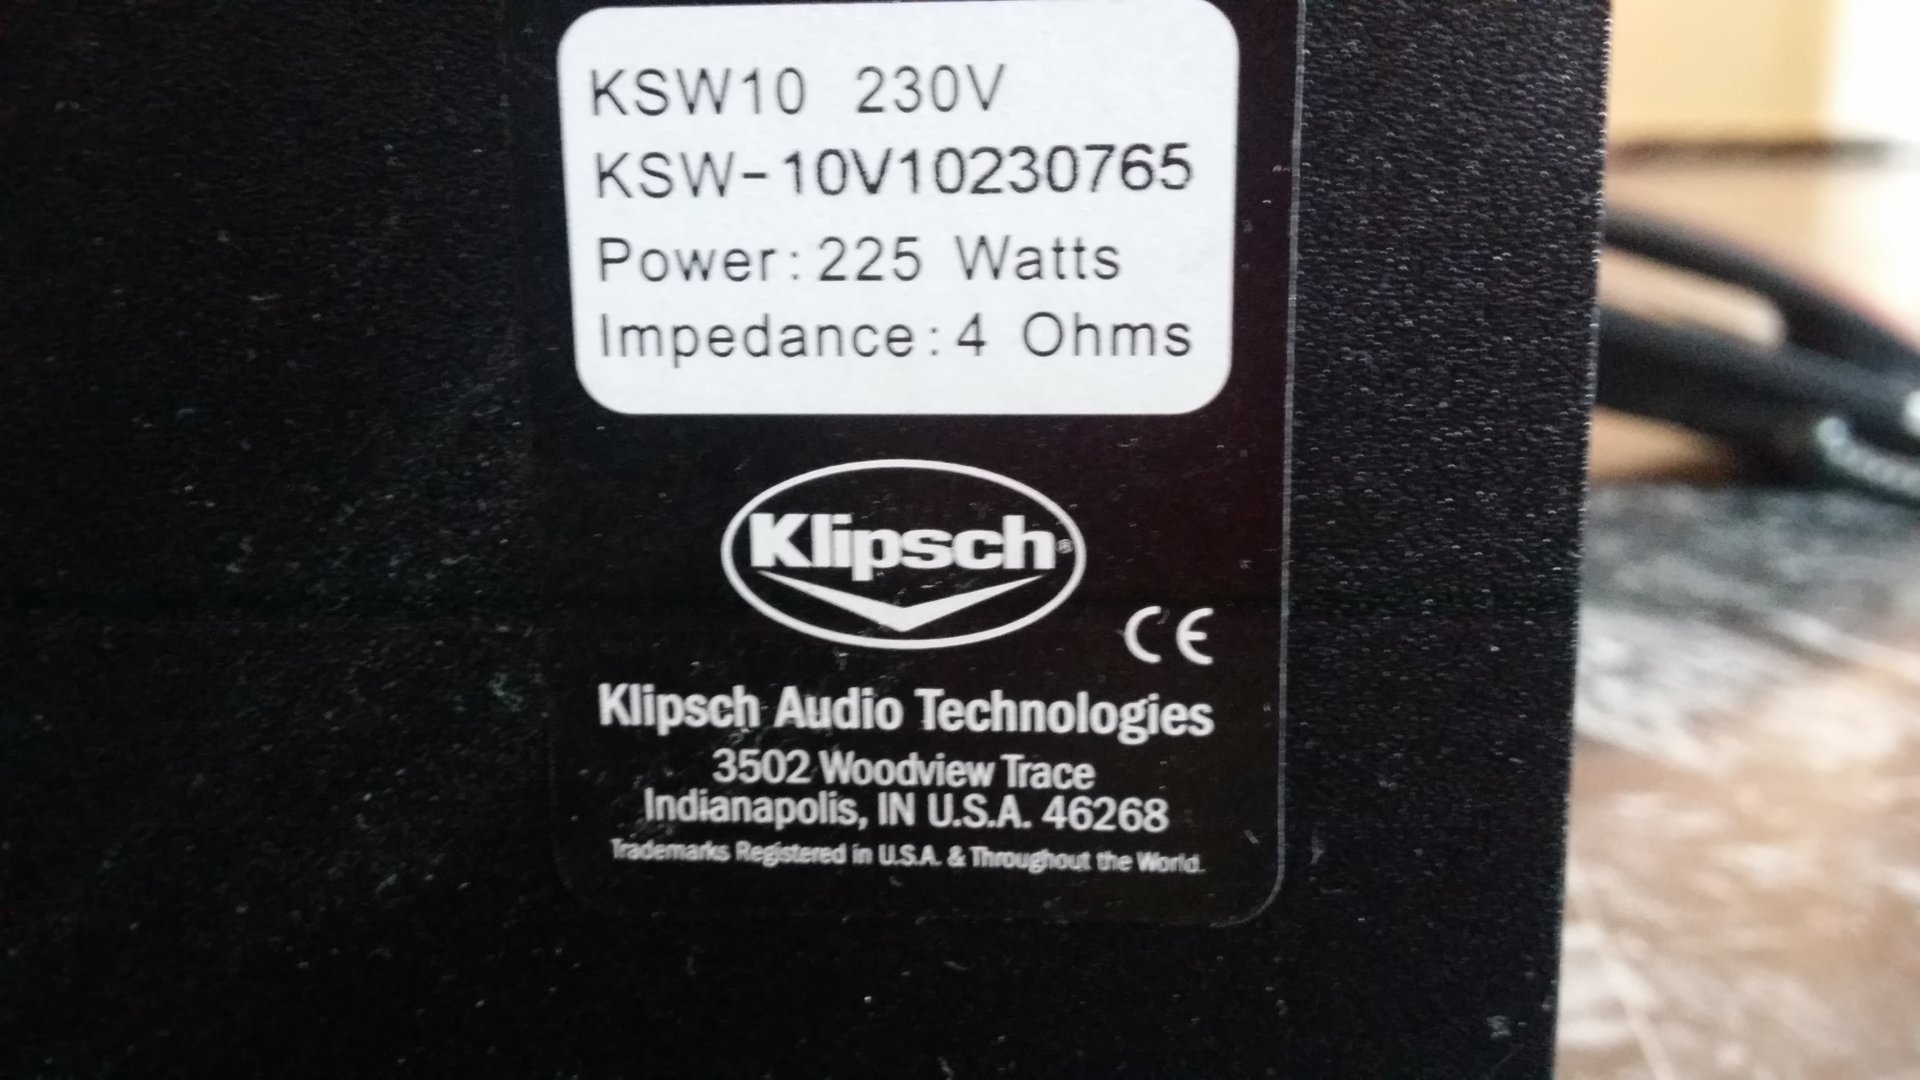 KSW10 230V
KSW-10V10230765
Power: 225 Watts
Impedance: 4 Ohms
Klipsch®
CE
Klipsch Audio Technologies
3502 Woodview Trace
Indianapolis, IN U.S.A. 46268
Trademarks Registered in U.S.A. & Throughout the World.